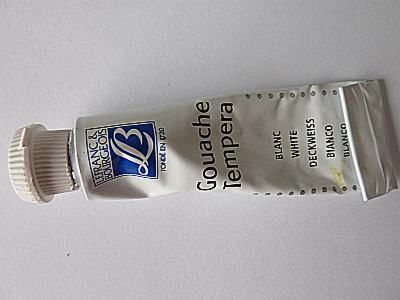 LEFRANC &
BOURGEOIS
LB
FONDÉ EN 1720
Gouache
Tempera
BLANC
WHITE
DECKWEISS
BIANCO
BLANCO